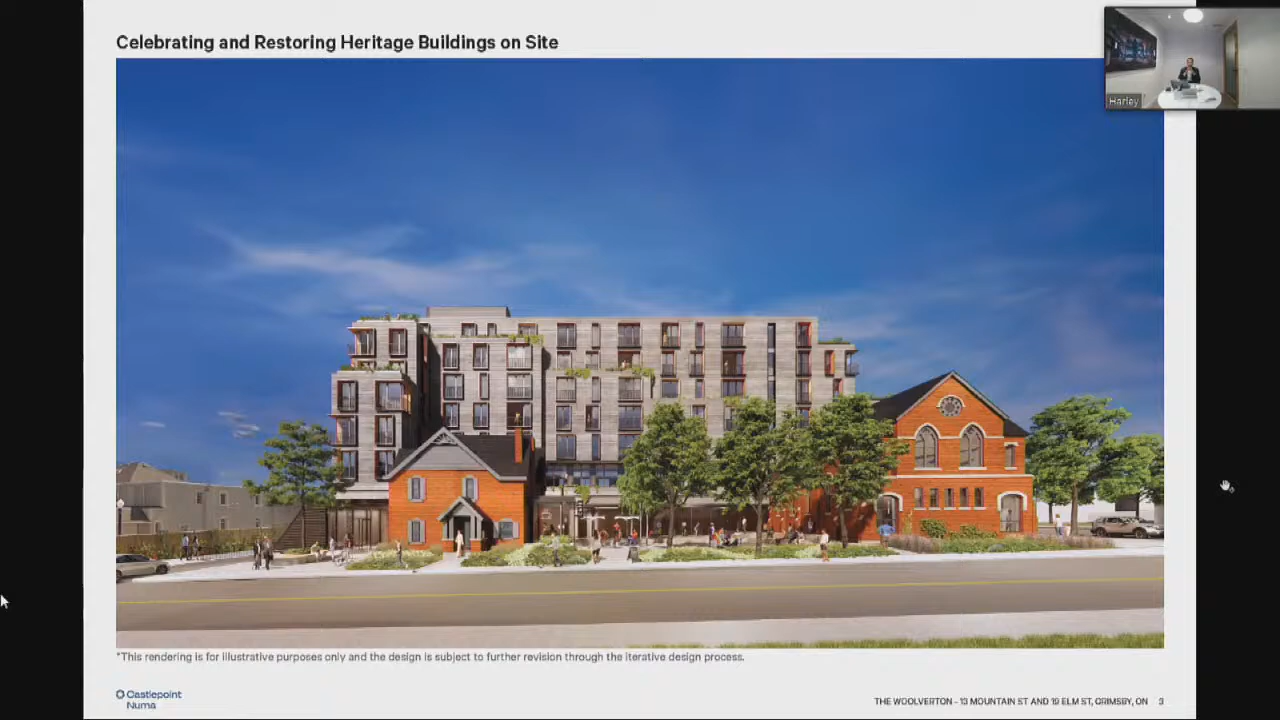 Celebrating and Restoring Heritage Buildings on Site
Harley
*This rendering is for illustrative purposes only and the design is subject to further revision through the iterative design process.
Castlepoint
Numa
THE WOOLVERTON - 13 MOUNTAIN ST AND 19 ELM ST, GRIMSBY, ON 3